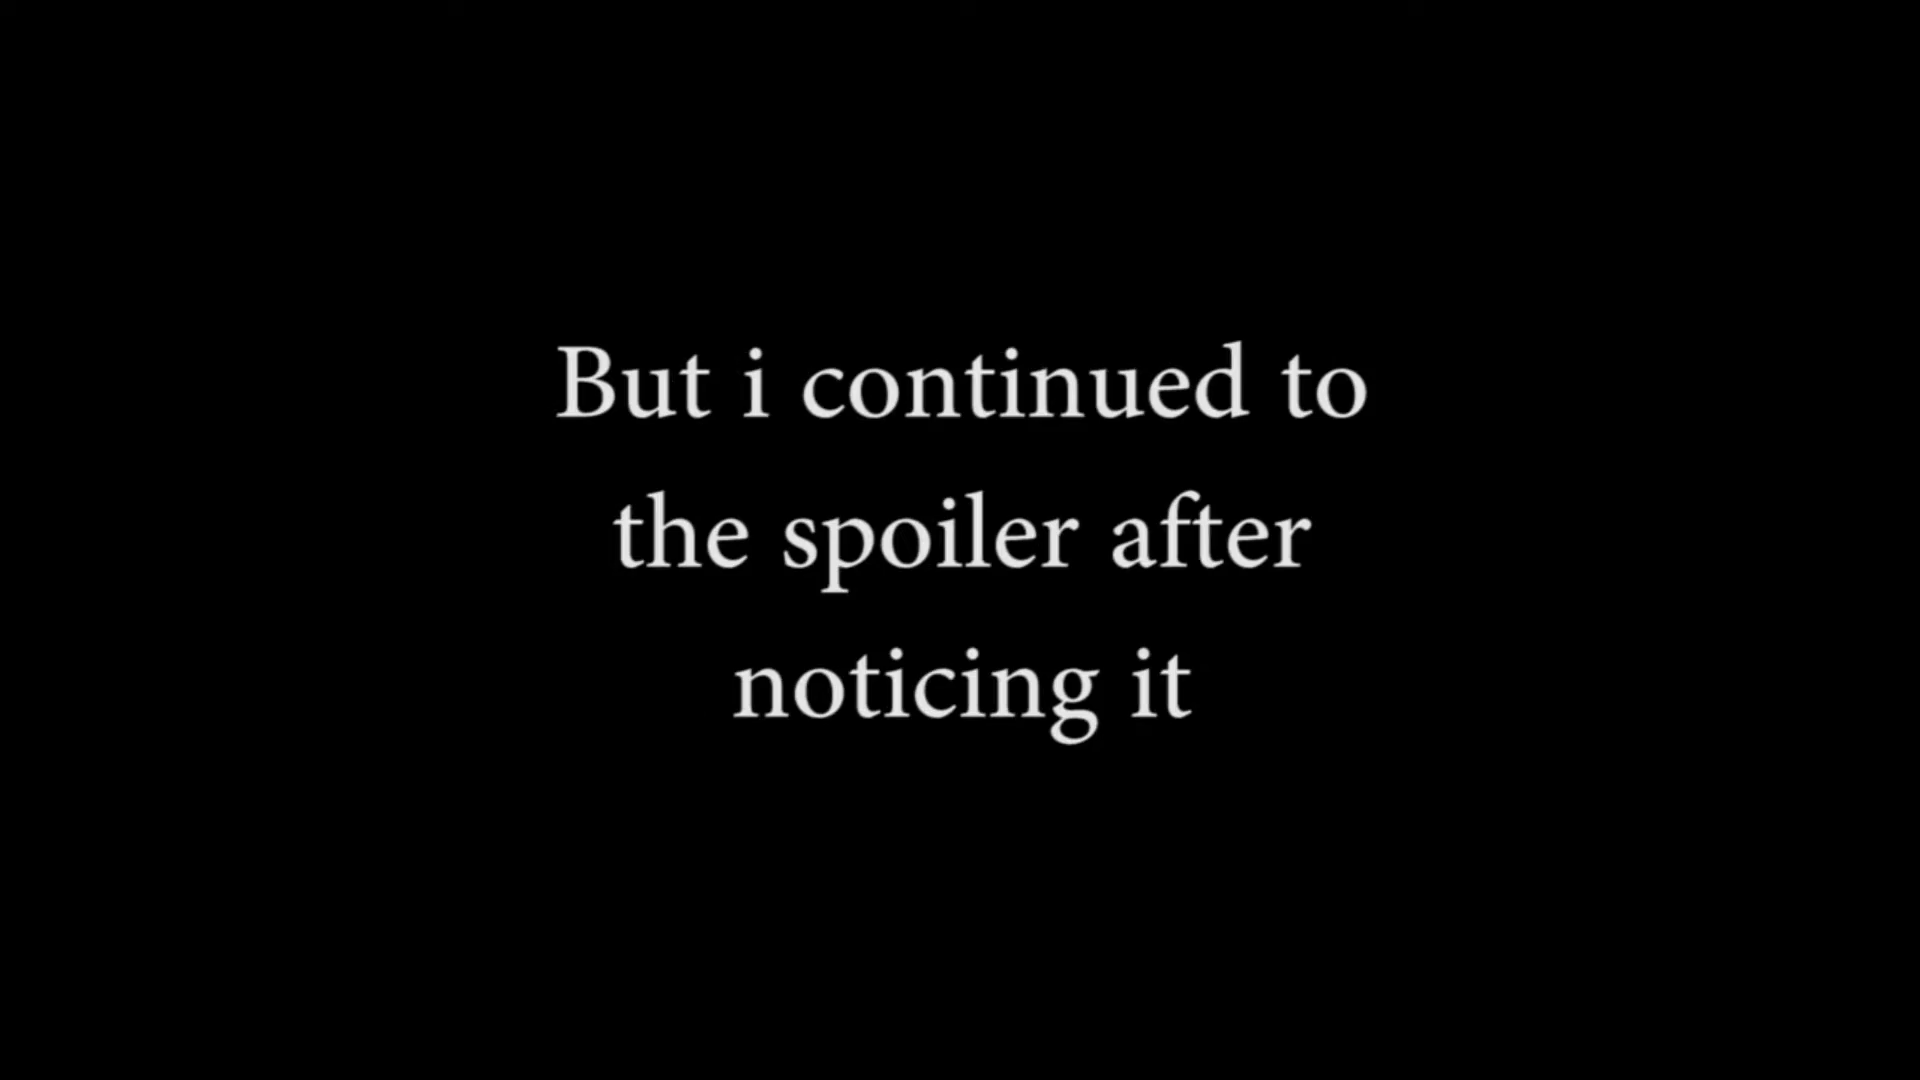 But i continued to
the spoiler after
noticing it